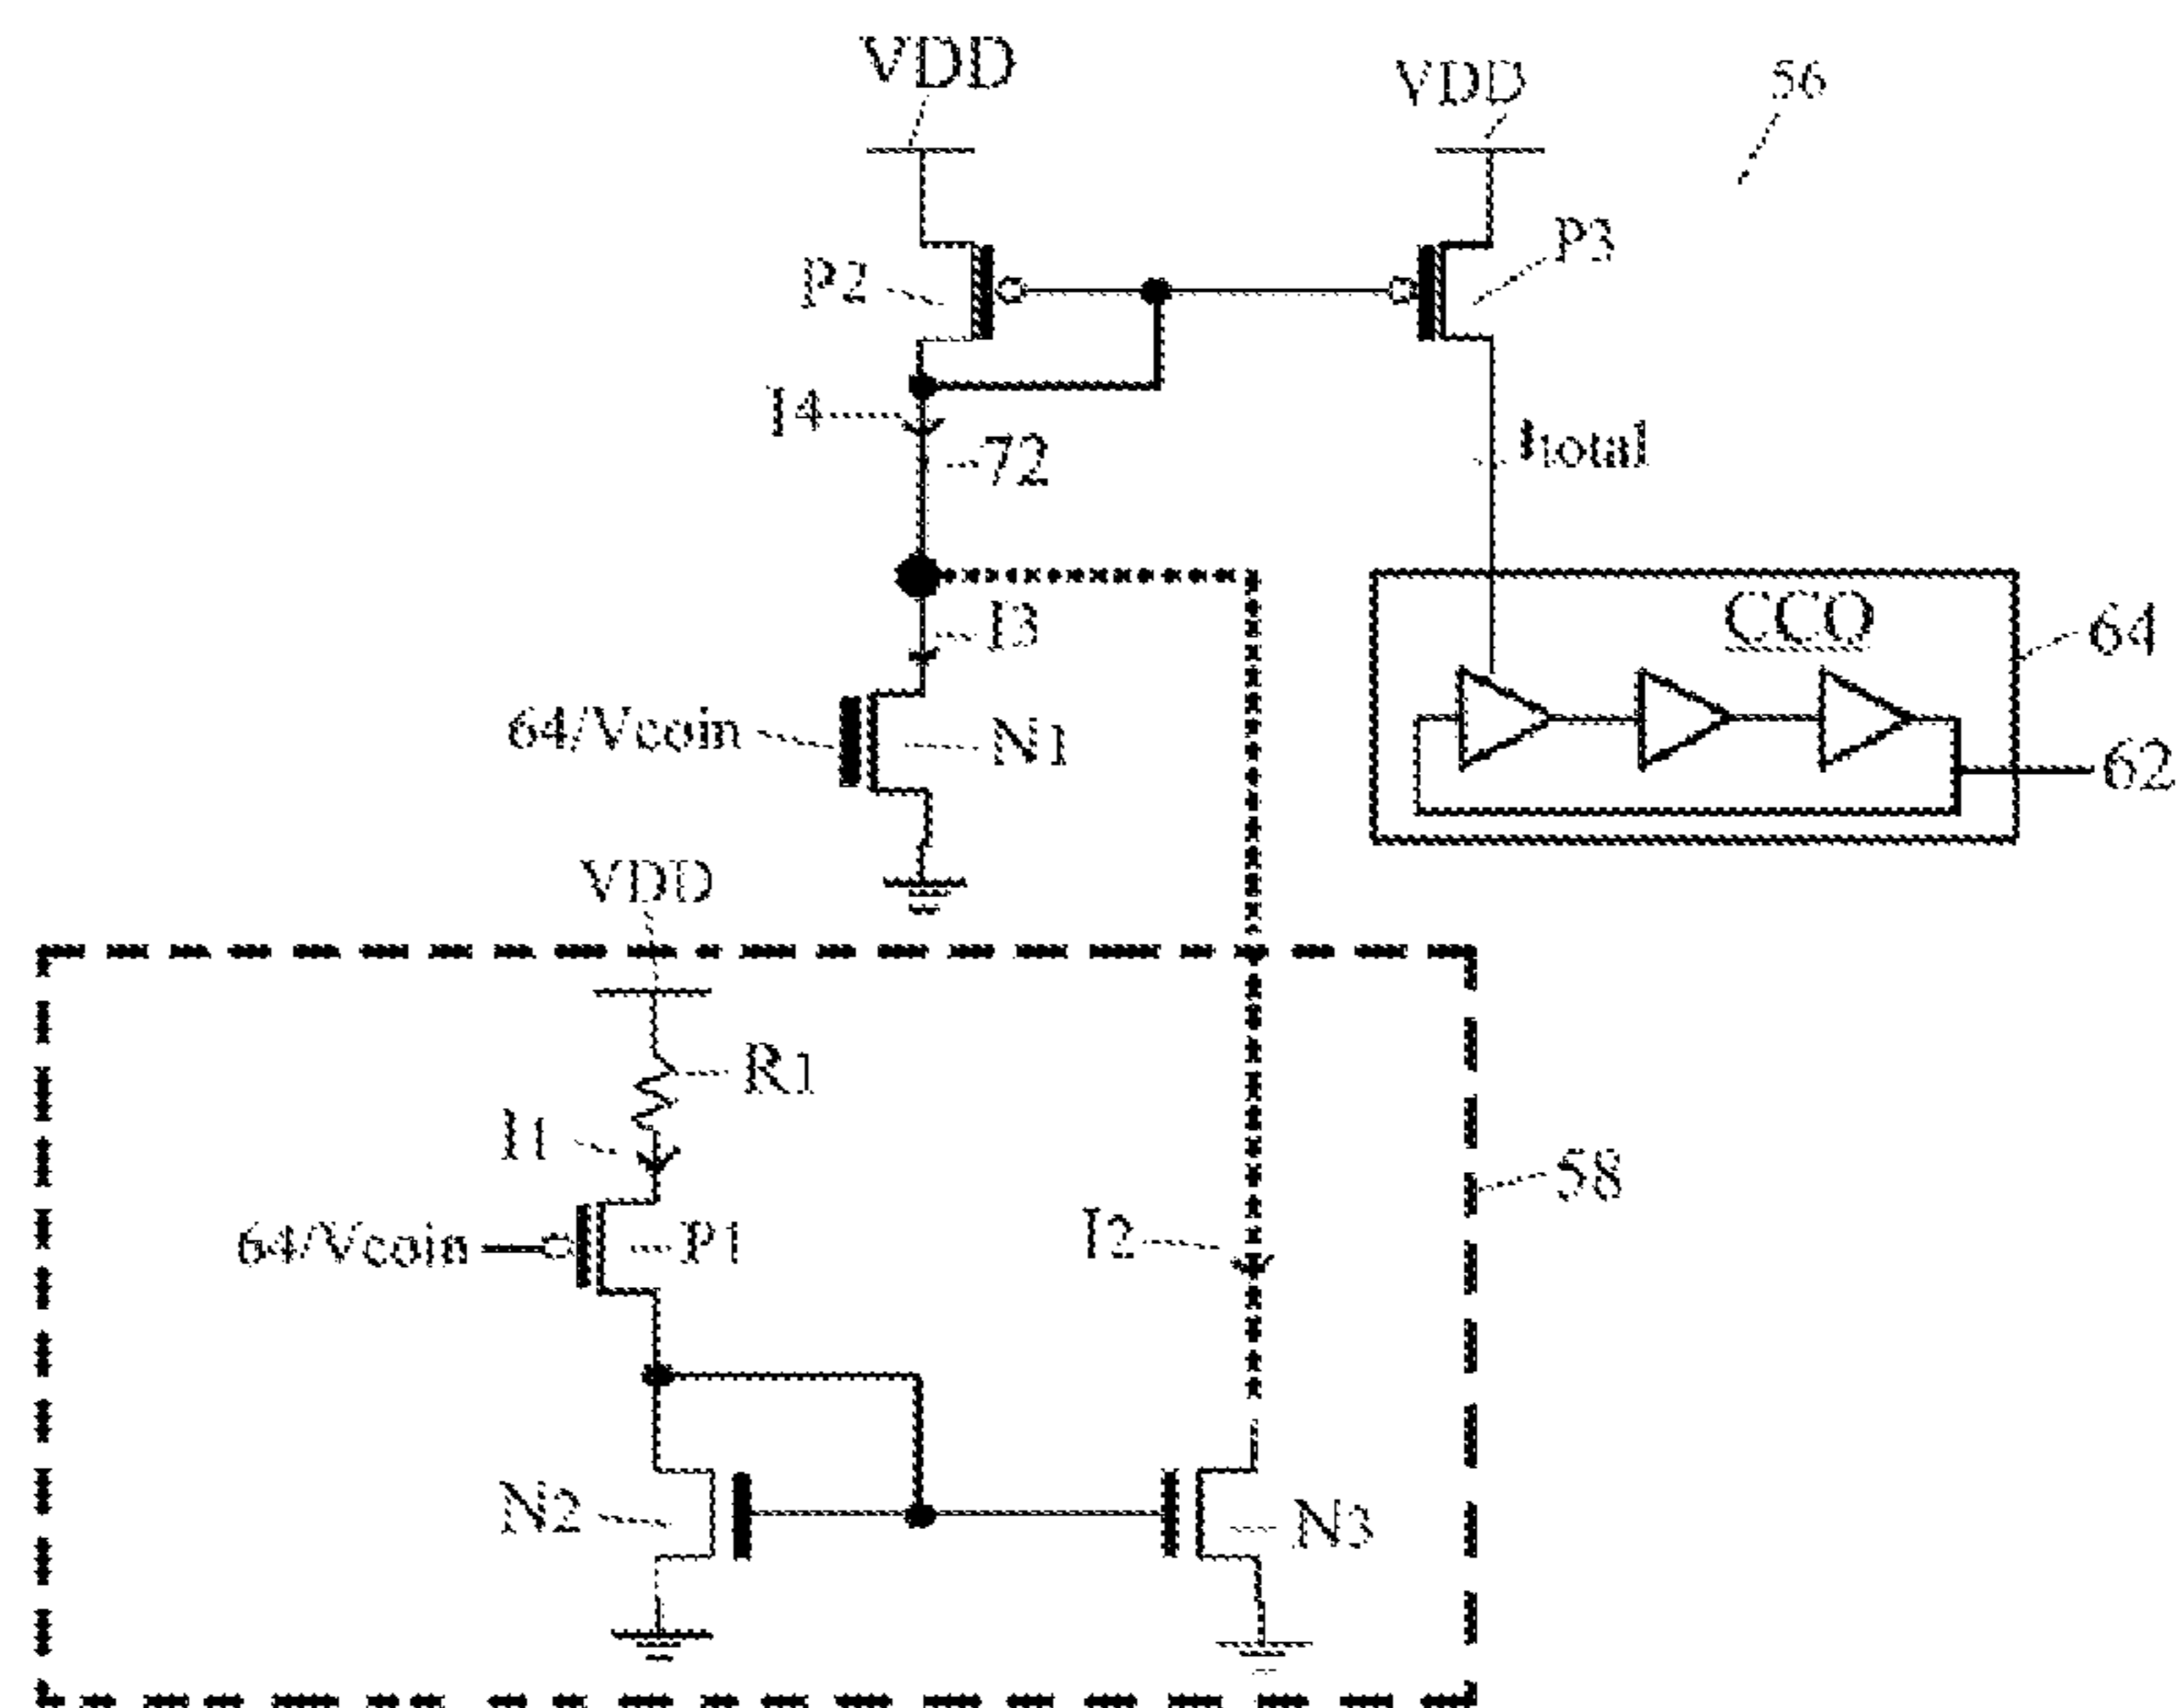 VDD
VDD
56
P2
P3
I4
72
Itotal
I3
CCO
64
64/Vcoin
N1
62
VDD
R1
I1
58
64/Vcoin
P1
I2
N2
N3